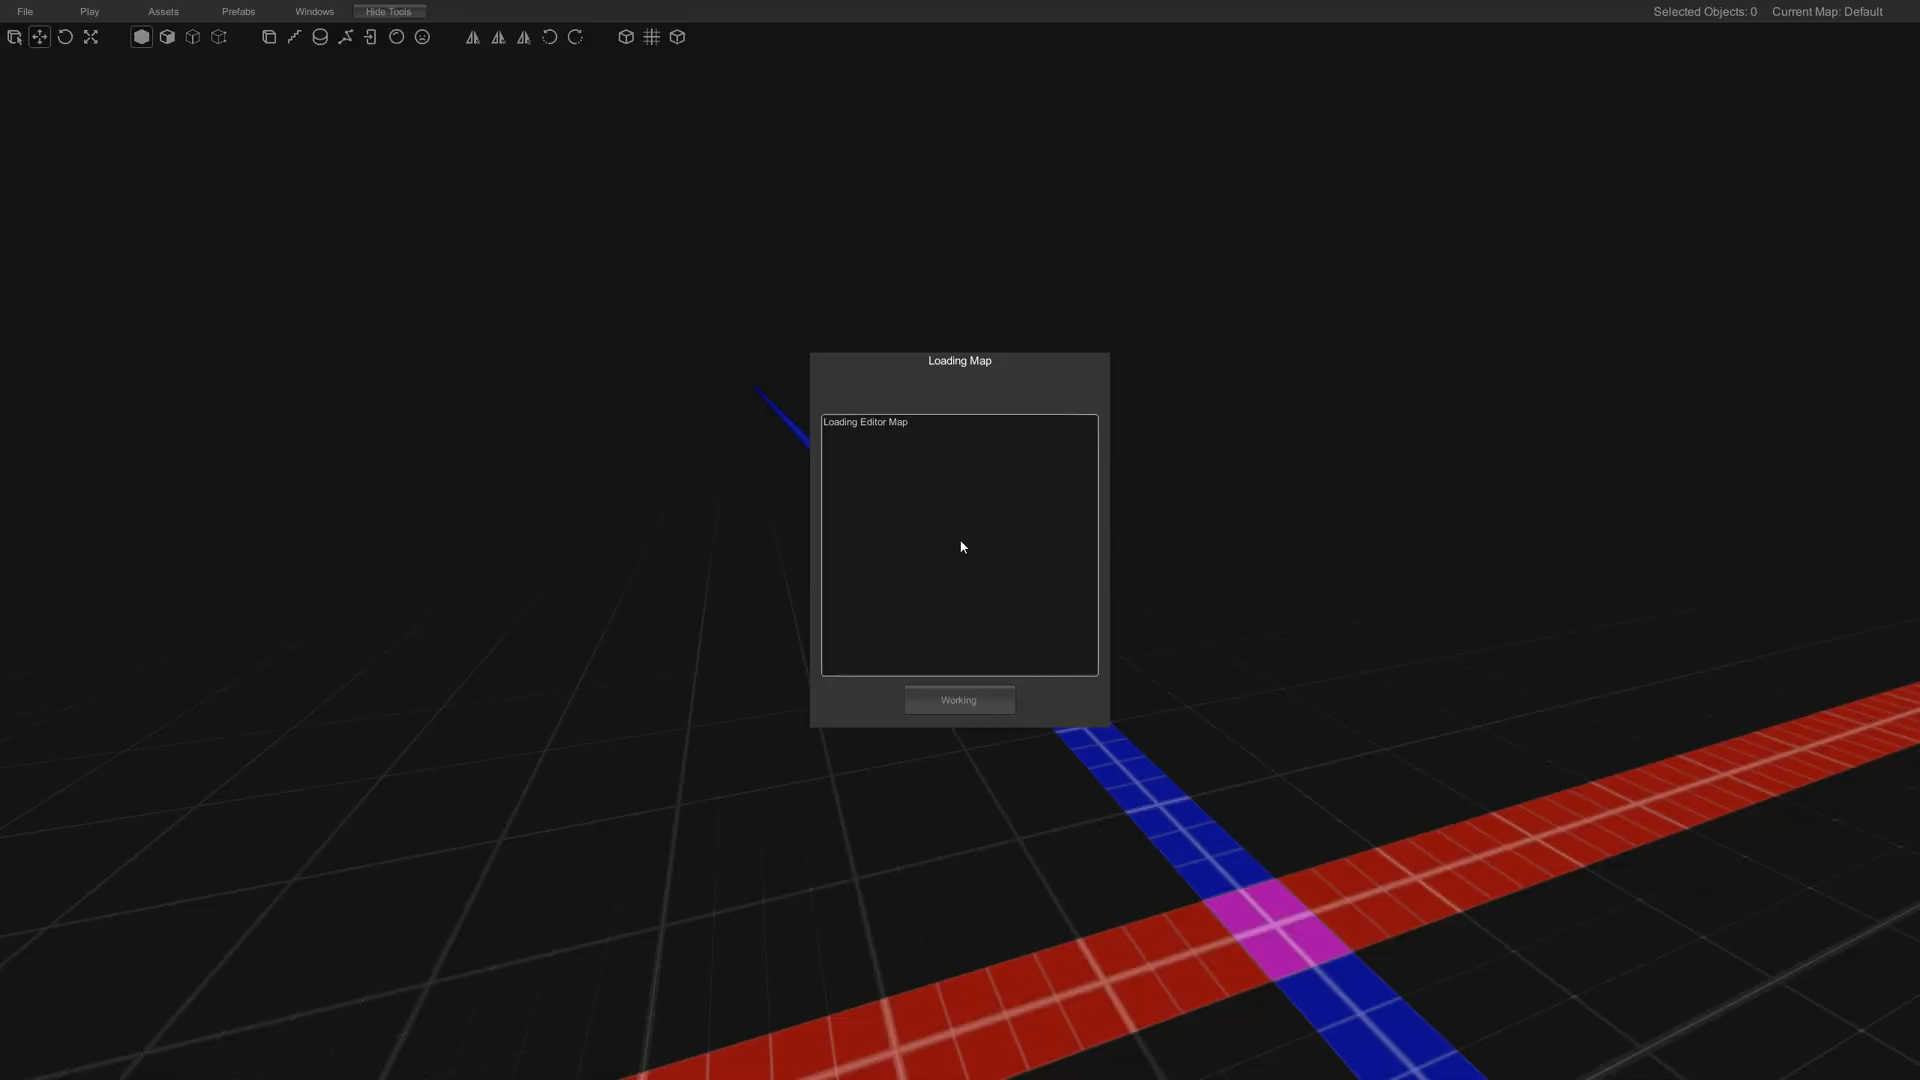 File
Play
Assets
Prefabs
Windows
Hide Tools
Selected Objects: 0
Current Map: Default
Loading Map
Loading Editor Map
Working